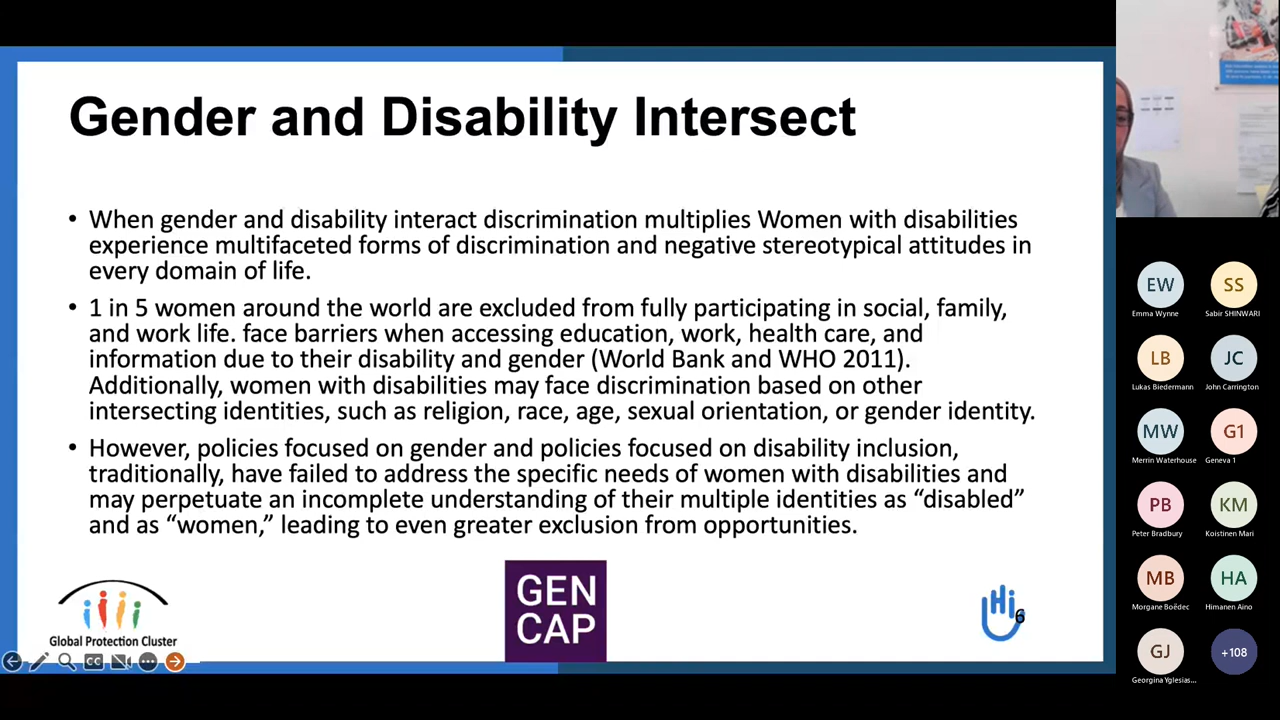 Gender and Disability Intersect
• When gender and disability interact discrimination multiplies Women with disabilities
experience multifaceted forms of discrimination and negative stereotypical attitudes in
every domain of life.
• 1 in 5 women around the world are excluded from fully participating in social, family,
and work life. face barriers when accessing education, work, health care, and
information due to their disability and gender (World Bank and WHO 2011).
Additionally, women with disabilities may face discrimination based on other
intersecting identities, such as religion, race, age, sexual orientation, or gender identity.
• However, policies focused on gender and policies focused on disability inclusion,
traditionally, have failed to address the specific needs of women with disabilities and
may perpetuate an incomplete understanding of their multiple identities as “disabled”
and as “women,” leading to even greater exclusion from opportunities.
Global Protection Cluster
GEN
CAP
Hi
6
CC
EW
Emma Wynne
SS
Sabir SHINWARI
LB
Lukas Biedermann
JC
John Carrington
MW
Merrin Waterhouse
G1
Geneva 1
PB
Peter Bradbury
KM
Koistinen Mari
MB
Morgane Boëdec
HA
Himanen Aino
GJ
Georgina Yglesias...
+108